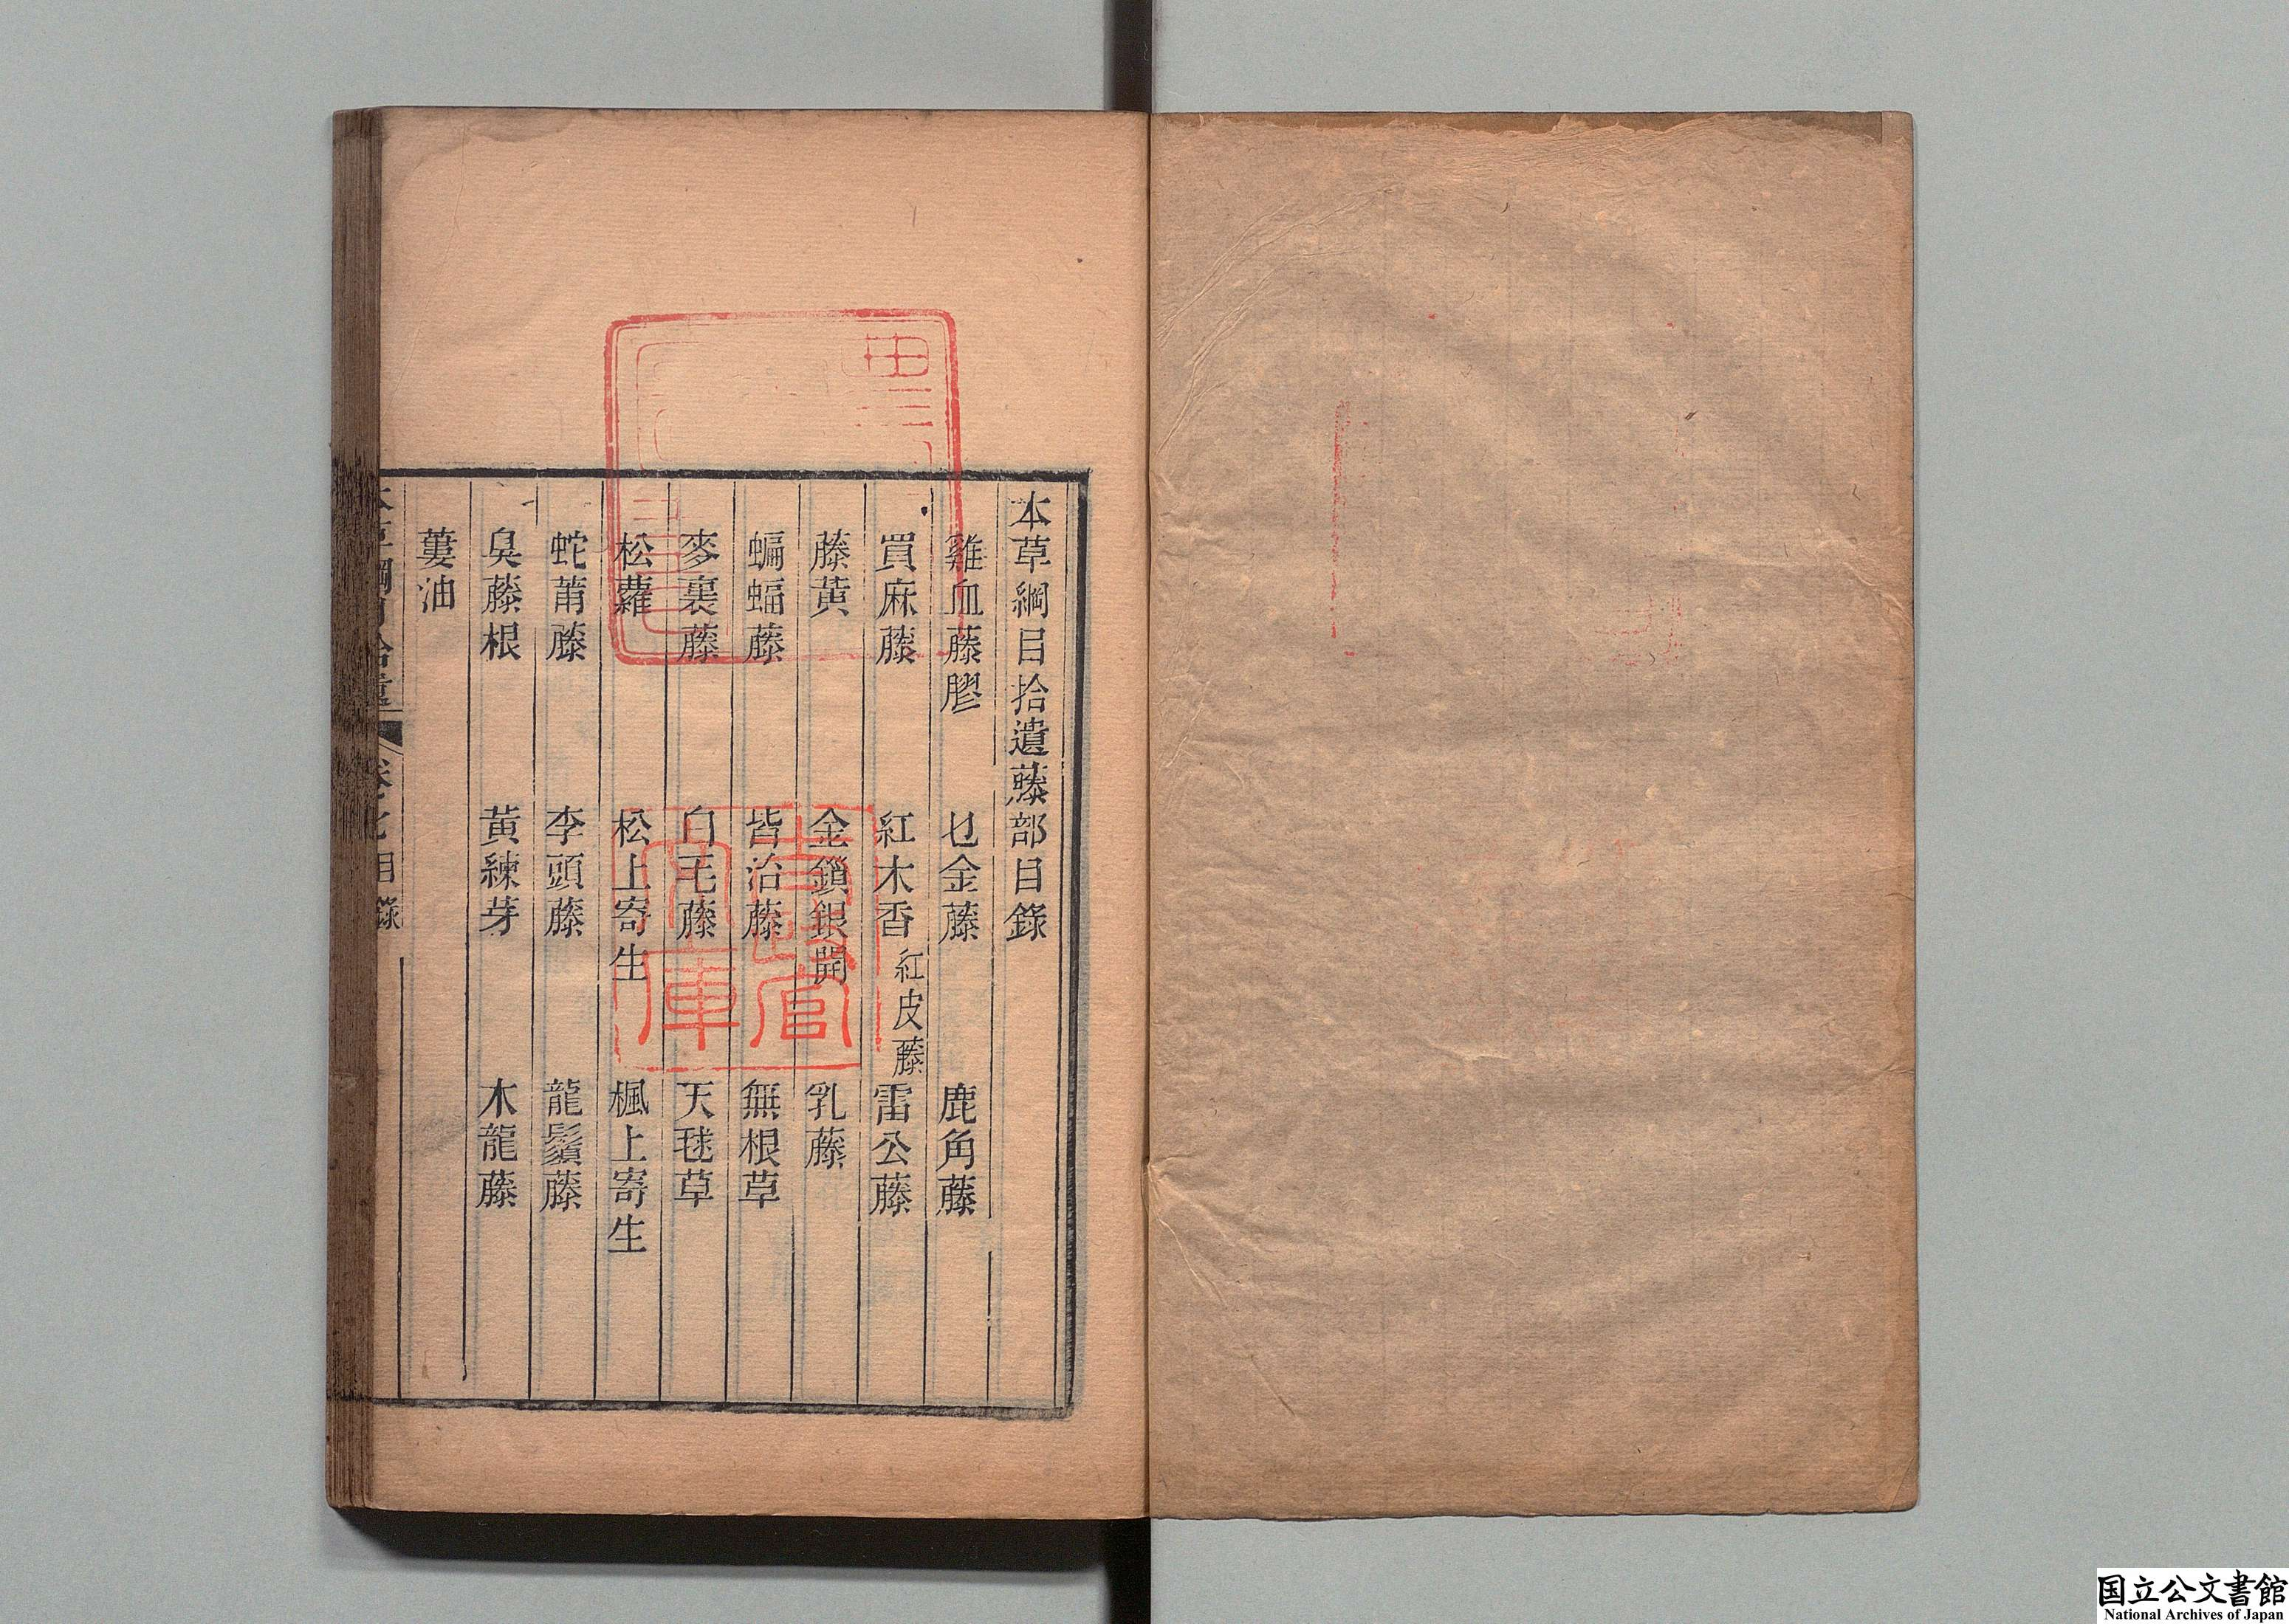 本草綱目拾遺藤部目錄
雞血藤膠 乜金藤 鹿角藤
買麻藤 紅木香 紅皮藤 雷公藤
藤黃 金鎖銀開 乳藤
蝙蝠藤 皆治藤 無根草
麥裏藤 白毛藤 天毬草
松蘿 松上寄生 楓上寄生
蛇莆藤 李頭藤 龍鬚藤
臭藤根 黃練芽 木龍藤
蔞油
本草綱目拾遺 卷七目錄
国立公文書館
National Archives of Japan